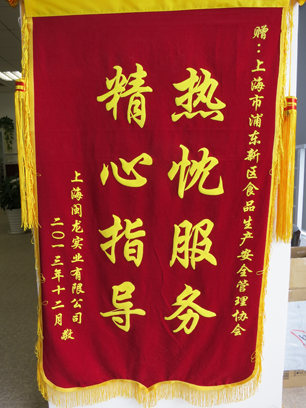 赠：上海市浦东新区食品生产安全管理协会
热忱服务
精心指导
上海闽龙实业有限公司
二〇一三年十二月 敬